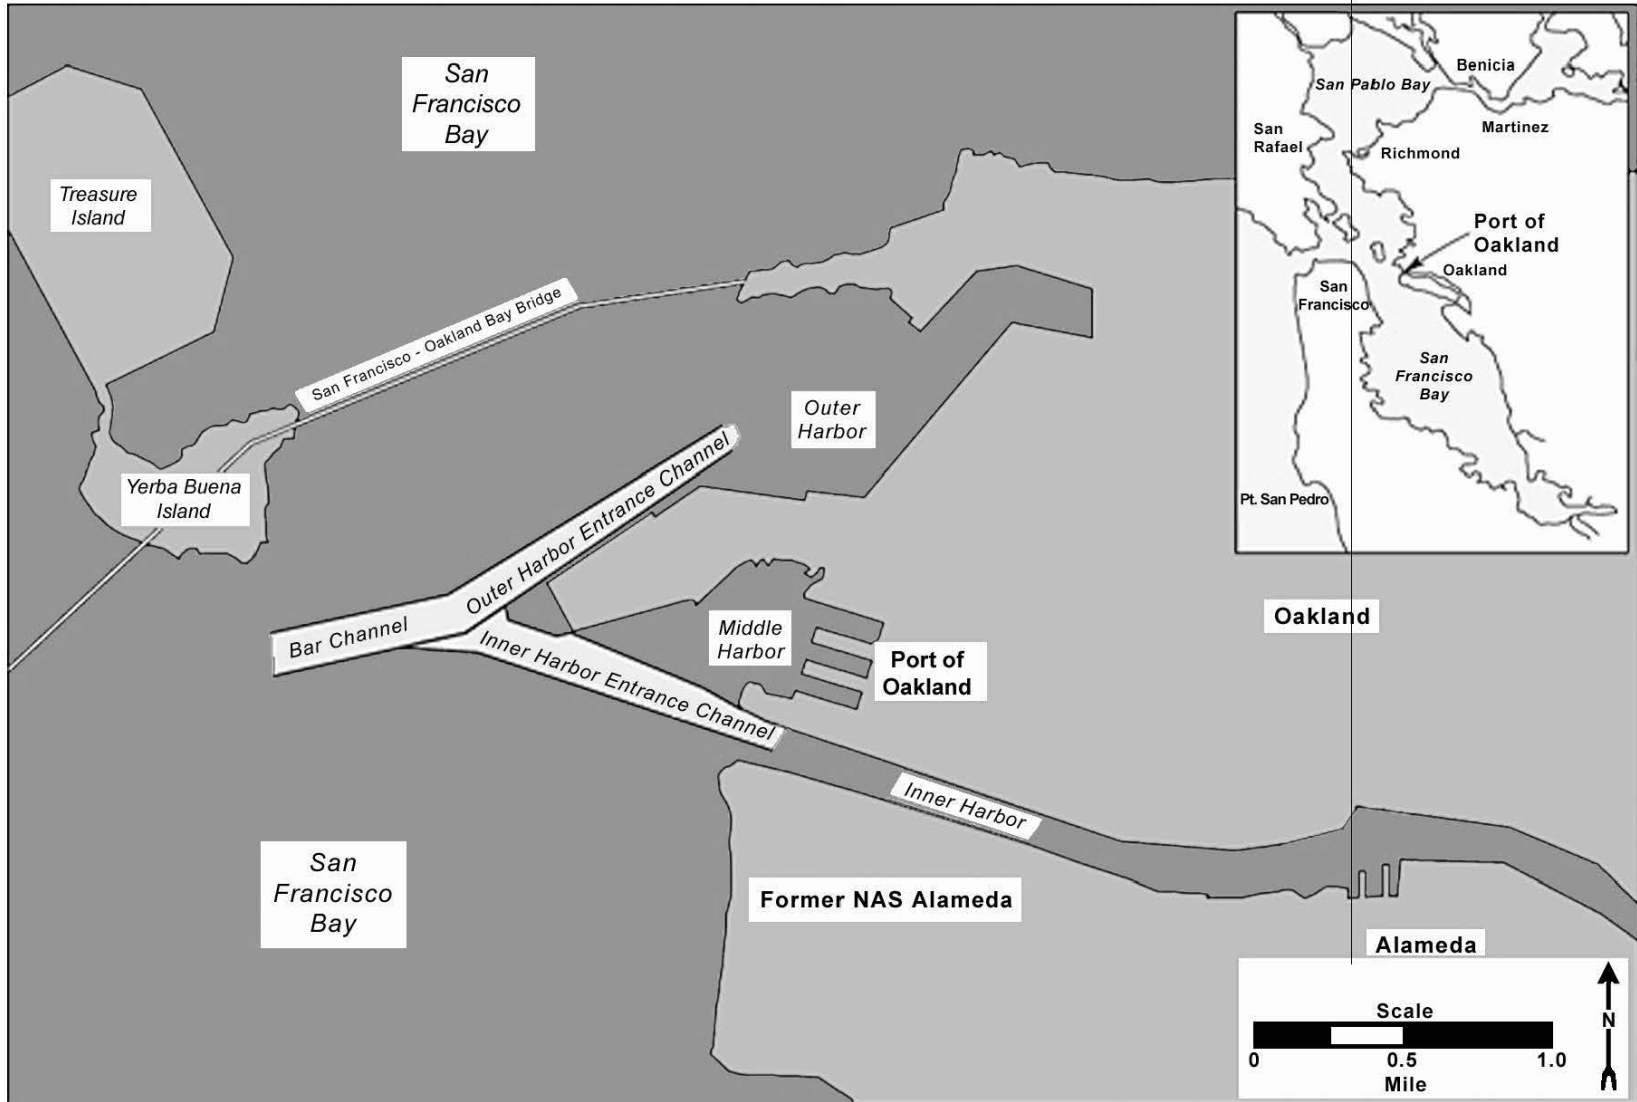 San
Francisco
Bay
Treasure
Island
San Francisco - Oakland Bay Bridge
Outer
Harbor
Yerba Buena
Island
Outer Harbor Entrance Channel
Bar Channel
Inner Harbor Entrance Channel
Middle
Harbor
Port of
Oakland
Oakland
Inner Harbor
San
Francisco
Bay
Former NAS Alameda
Alameda
Benicia
San Pablo Bay
Martinez
San
Rafael
Richmond
Port of
Oakland
Oakland
San
Francisco
San
Francisco
Bay
Pt. San Pedro
Scale
0 0.5 1.0
Mile
N